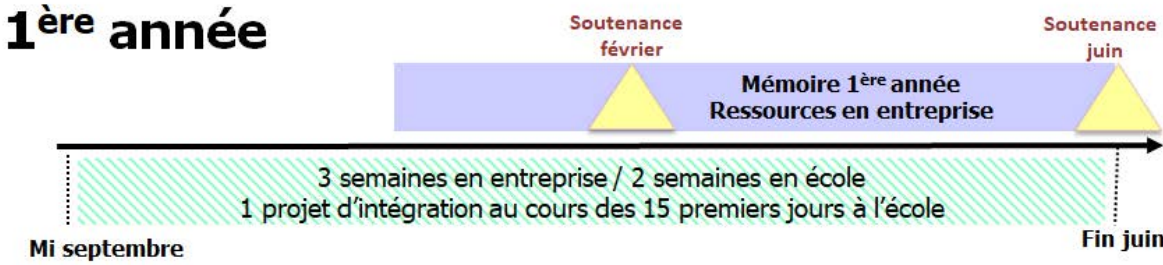 1ère année
Soutenance
février
Soutenance
juin
Mémoire 1ère année
Ressources en entreprise
3 semaines en entreprise / 2 semaines en école
1 projet d'intégration au cours des 15 premiers jours à l'école
Mi septembre
Fin juin